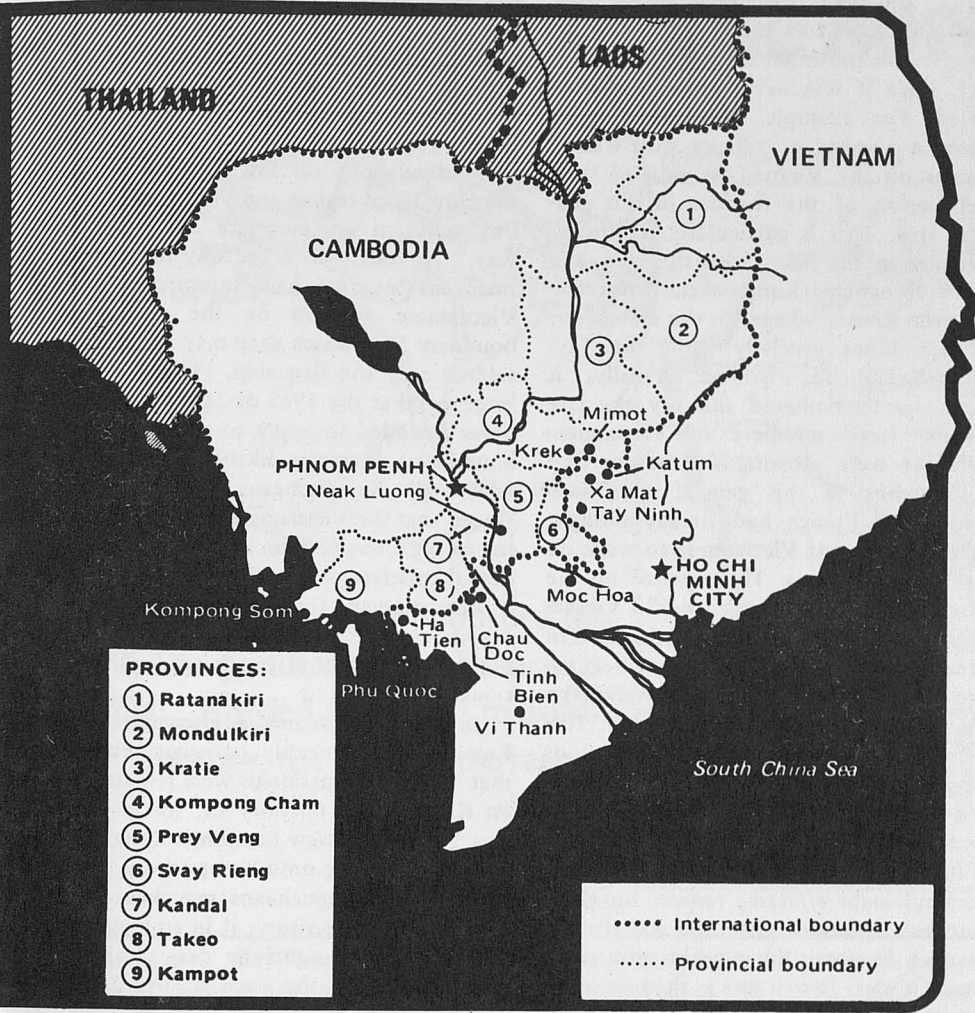 THAILAND
LAOS
VIETNAM
CAMBODIA
1
2
3
4
Mimot
Krek
Katum
PHNOM PENH
Neak Luong
5
Xa Mat
Tay Ninh
6
7
HO CHI
MINH
CITY
8
9
Moc Hoa
Kompong Som
Ha
Tien
Chau
Doc
Tinh
Bien
Phu Quoc
Vi Thanh
South China Sea
PROVINCES:
1 Ratanakiri
2 Mondulkiri
3 Kratie
4 Kompong Cham
5 Prey Veng
6 Svay Rieng
7 Kandal
8 Takeo
9 Kampot
International boundary
Provincial boundary